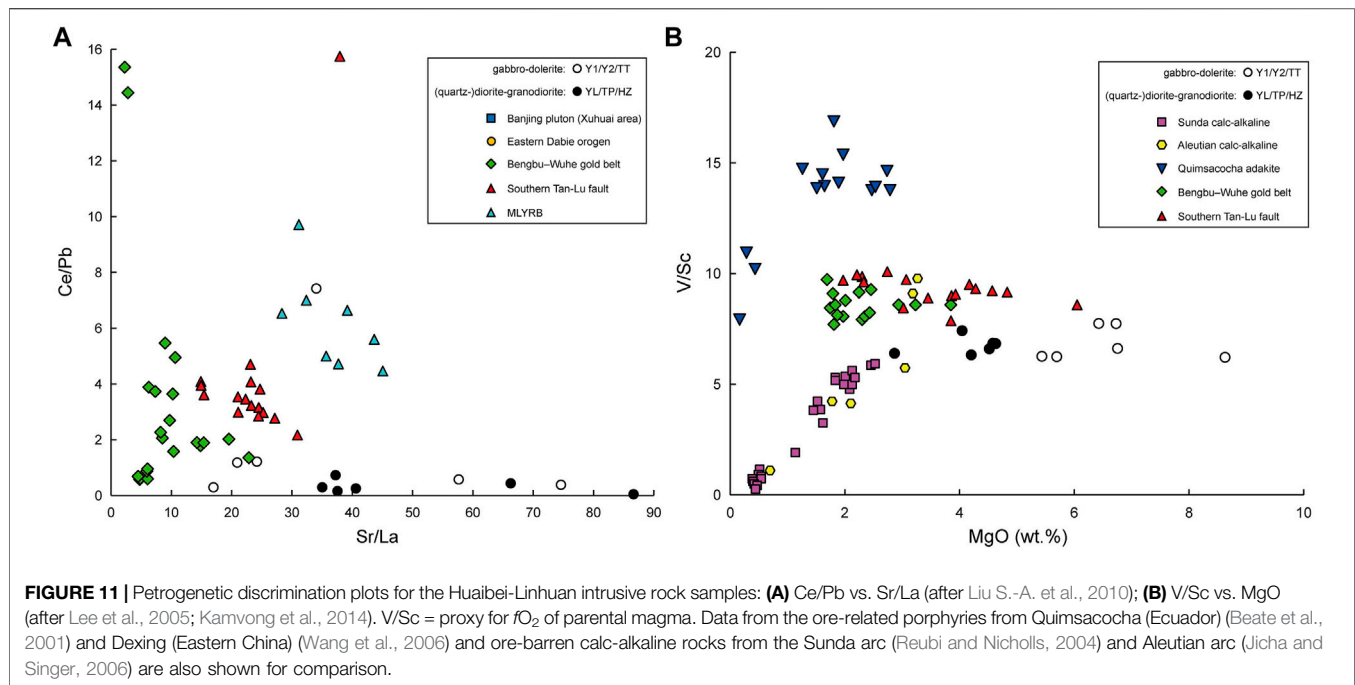 A
16
14
12
10
8
6
4
2
0
Ce/Pb
0 10 20 30 40 50 60 70 80 90
Sr/La
gabbro-dolerite: Y1/Y2/TT
(quartz-)diorite-granodiorite: YL/TP/HZ
Banjing pluton (Xuhuai area)
Eastern Dabie orogen
Bengbu–Wuhe gold belt
Southern Tan-Lu fault
MLYRB
B
20
15
10
5
0
V/Sc
0 2 4 6 8 10
MgO (wt.%)
gabbro-dolerite: Y1/Y2/TT
(quartz-)diorite-granodiorite: YL/TP/HZ
Sunda calc-alkaline
Aleutian calc-alkaline
Quimsacocha adakite
Bengbu–Wuhe gold belt
Southern Tan-Lu fault
FIGURE 11 | Petrogenetic discrimination plots for the Huaibei-Linhuan intrusive rock samples: (A) Ce/Pb vs. Sr/La (after Liu S.-A. et al., 2010); (B) V/Sc vs. MgO
(after Lee et al., 2005; Kamvong et al., 2014). V/Sc = proxy for fO2 of parental magma. Data from the ore-related porphyries from Quimsacocha (Ecuador) (Beate et al.,
2001) and Dexing (Eastern China) (Wang et al., 2006) and ore-barren calc-alkaline rocks from the Sunda arc (Reubi and Nicholls, 2004) and Aleutian arc (Jicha and
Singer, 2006) are also shown for comparison.